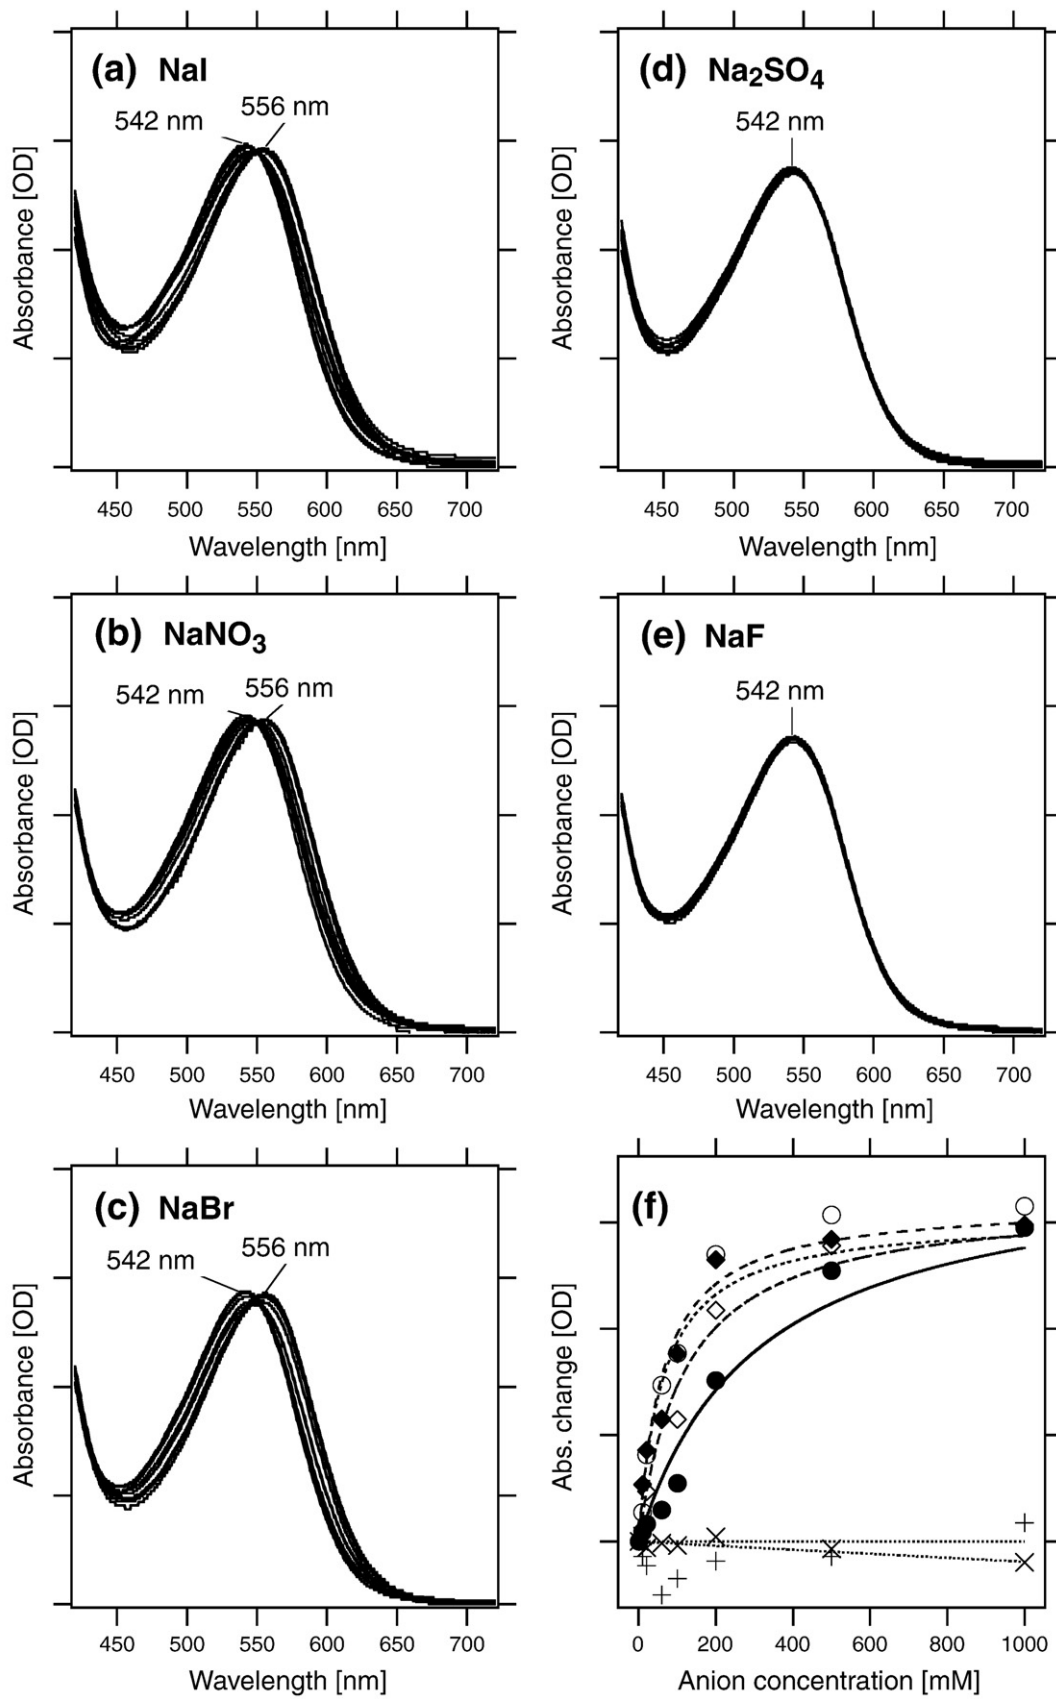 (a) NaI
542 nm
556 nm
Absorbance [OD]
450 500 550 600 650 700
Wavelength [nm]
(d) Na₂SO₄
542 nm
Absorbance [OD]
450 500 550 600 650 700
Wavelength [nm]
(b) NaNO₃
542 nm
556 nm
Absorbance [OD]
450 500 550 600 650 700
Wavelength [nm]
(e) NaF
542 nm
Absorbance [OD]
450 500 550 600 650 700
Wavelength [nm]
(c) NaBr
542 nm
556 nm
Absorbance [OD]
450 500 550 600 650 700
Wavelength [nm]
(f)
Abs. change [OD]
0 200 400 600 800 1000
Anion concentration [mM]